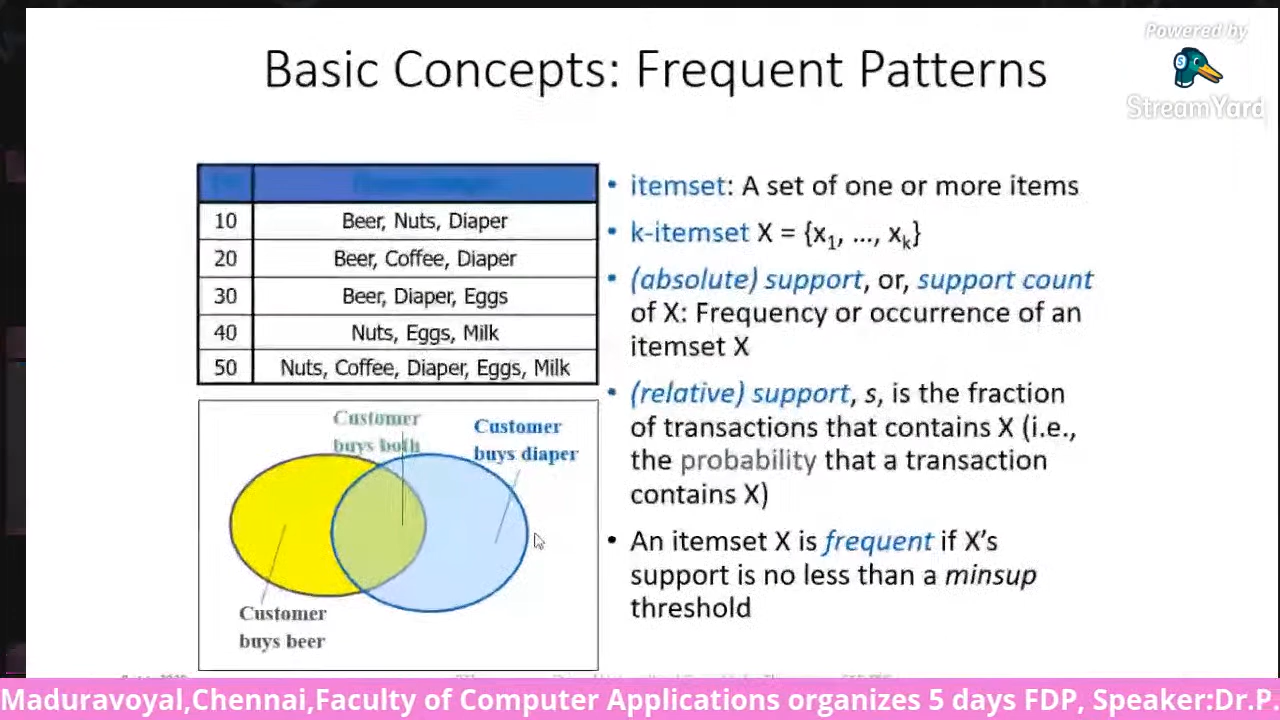 Basic Concepts: Frequent Patterns
Powered by
StreamYard
10 Beer, Nuts, Diaper
20 Beer, Coffee, Diaper
30 Beer, Diaper, Eggs
40 Nuts, Eggs, Milk
50 Nuts, Coffee, Diaper, Eggs, Milk
Customer
buys both
Customer
buys diaper
Customer
buys beer
• itemset: A set of one or more items
• k-itemset X = {x1, …, xk}
• (absolute) support, or, support count
of X: Frequency or occurrence of an
itemset X
• (relative) support, s, is the fraction
of transactions that contains X (i.e.,
the probability that a transaction
contains X)
• An itemset X is frequent if X’s
support is no less than a minsup
threshold
Maduravoyal,Chennai,Faculty of Computer Applications organizes 5 days FDP, Speaker:Dr.P.